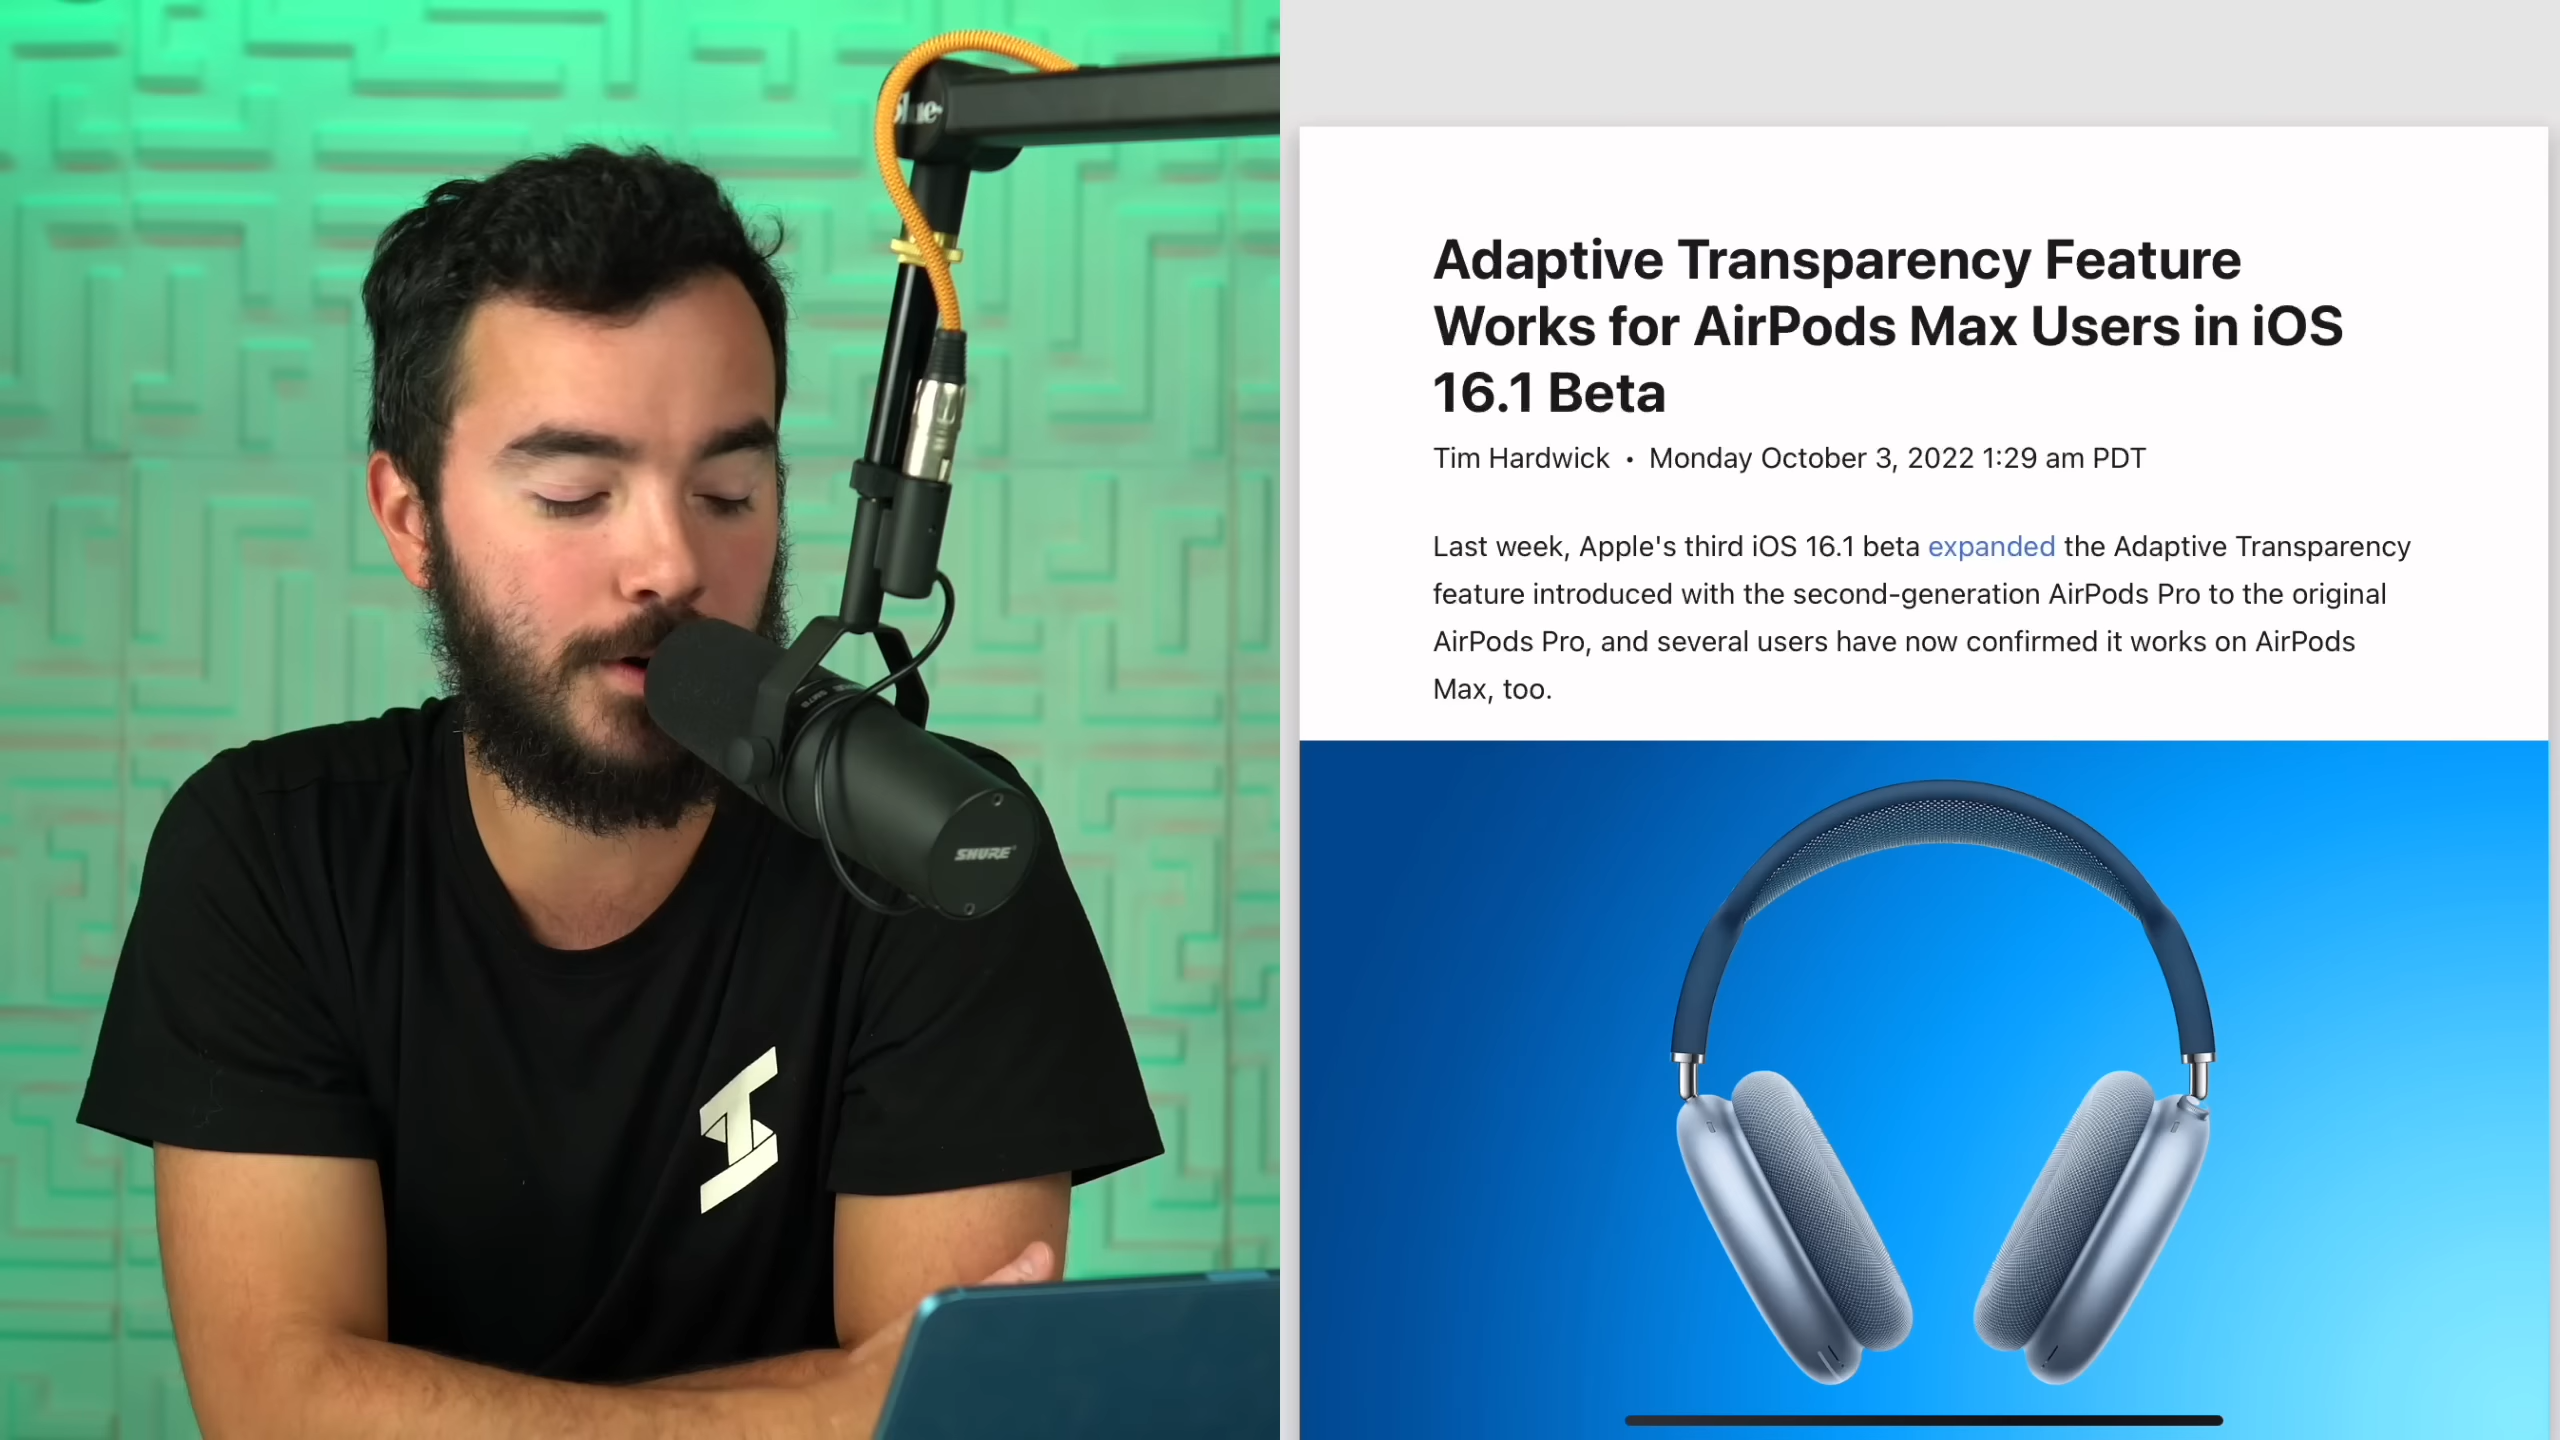 Blue
SHURE
Adaptive Transparency Feature
Works for AirPods Max Users in iOS
16.1 Beta
Tim Hardwick • Monday October 3, 2022 1:29 am PDT
Last week, Apple's third iOS 16.1 beta expanded the Adaptive Transparency
feature introduced with the second-generation AirPods Pro to the original
AirPods Pro, and several users have now confirmed it works on AirPods
Max, too.